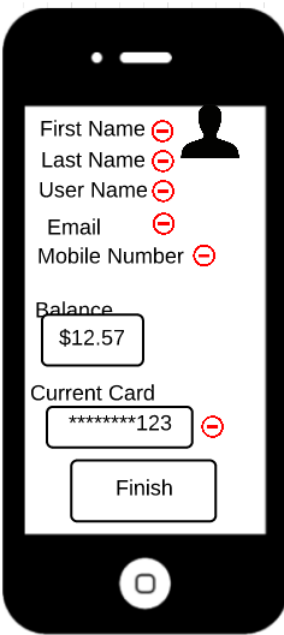 First Name
Last Name
User Name
Email
Mobile Number
Balance
$12.57
Current Card
********123
Finish